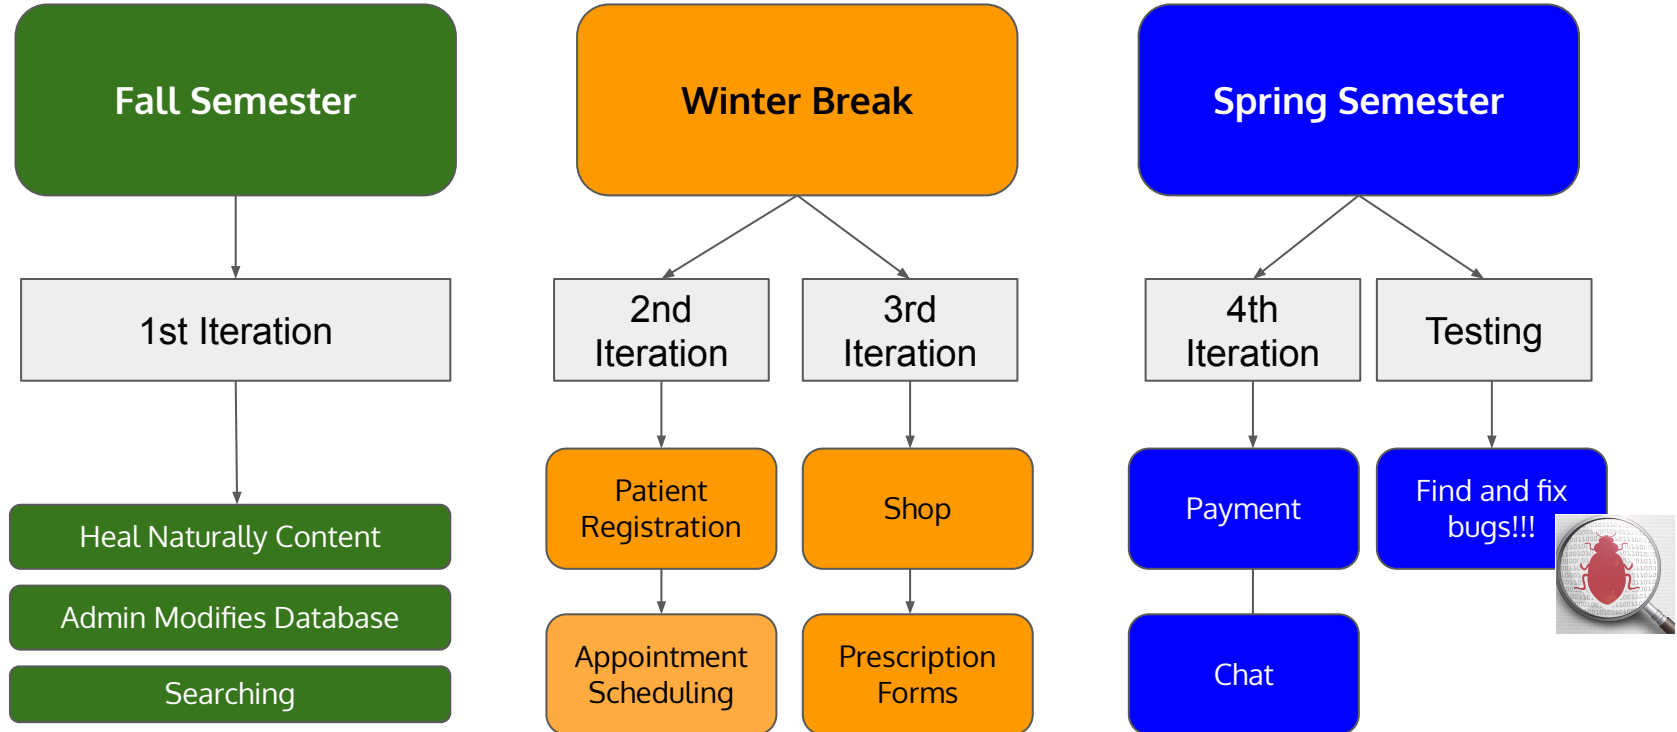 Fall Semester
Winter Break
Spring Semester
1st Iteration
2nd
Iteration
3rd
Iteration
4th
Iteration
Testing
Heal Naturally Content
Admin Modifies Database
Searching
Patient
Registration
Appointment
Scheduling
Shop
Prescription
Forms
Payment
Chat
Find and fix
bugs!!!